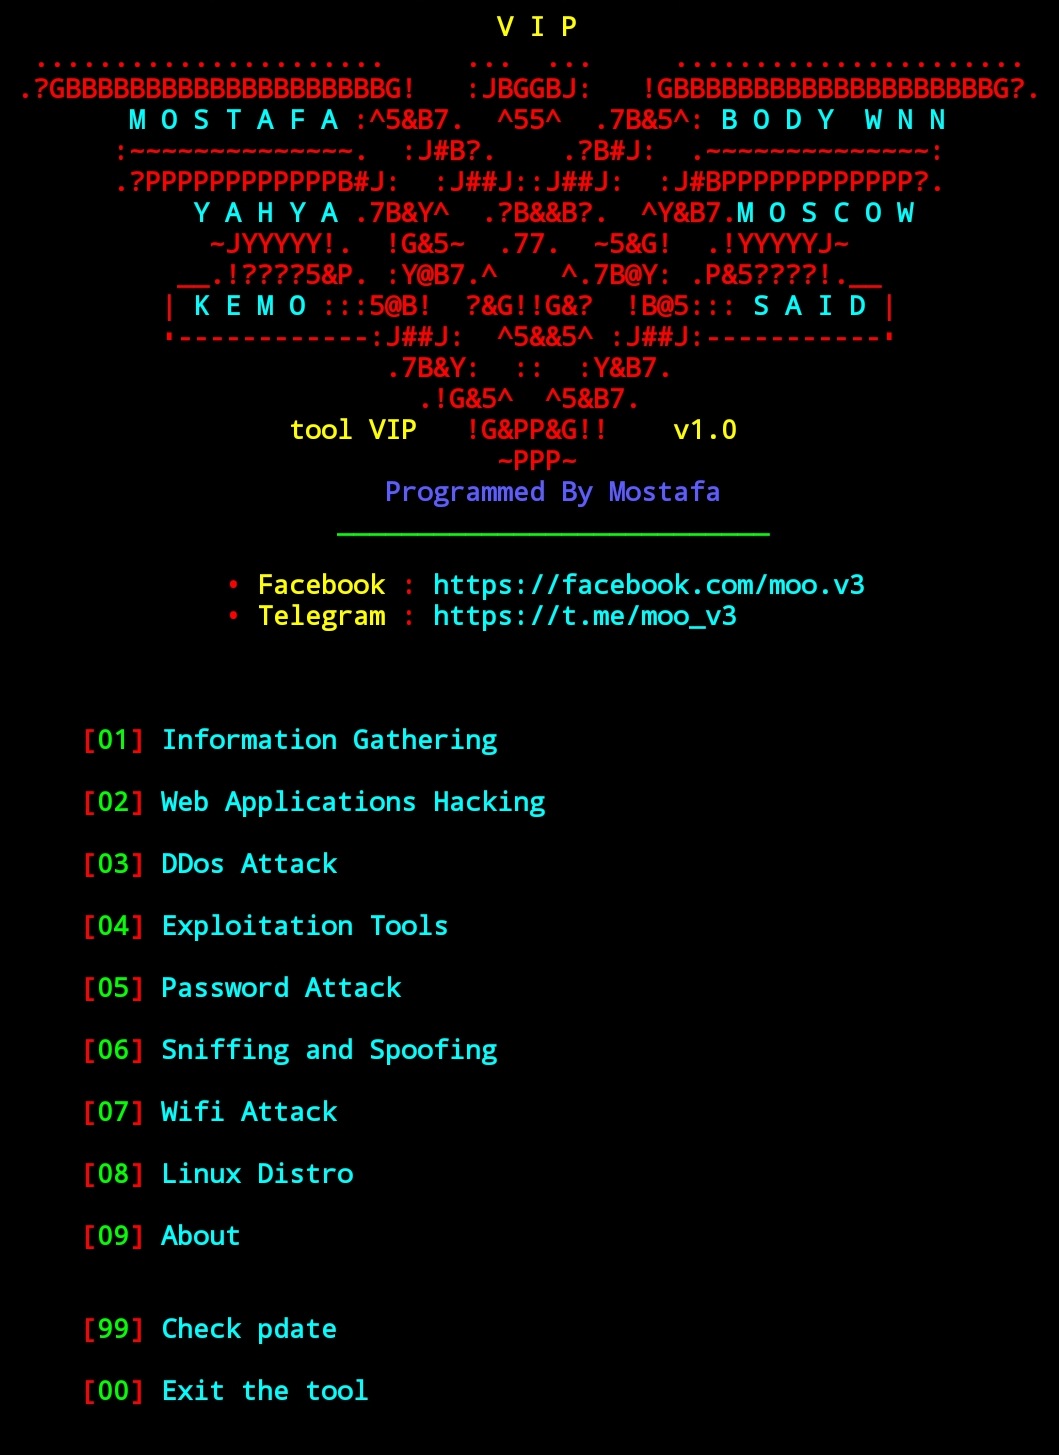 V I P
......................     ...  ...     ......................
.?GBBBBBBBBBBBBBBBBBBBBG!   :JBGGBJ:   !GBBBBBBBBBBBBBBBBBBBBG?.
M O S T A F A :^5&B7.  ^55^  .7B&5^: B O D Y  W N N
:~~~~~~~~~~~~~~.  :J#B?.    .?B#J:  .~~~~~~~~~~~~~~:
.?PPPPPPPPPPPPB#J:  :J##J::J##J:  :J#BPPPPPPPPPPPP?.
Y A H Y A .7B&Y^  .?B&&B?.  ^Y&B7.M O S C O W
~JYYYYY!.  !G&5~  .77.  ~5&G!  .!YYYYYJ~
__.!????5&P. :Y@B7.^    ^.7B@Y: .P&5????!.__
| K E M O :::5@B!  ?&G!!G&?  !B@5::: S A I D |
'------------:J##J:  ^5&&5^ :J##J:-----------'
.7B&Y:  ::  :Y&B7.
.!G&5^  ^5&B7.
tool VIP   !G&PP&G!!    v1.0
~PPP~
Programmed By Mostafa
___________________________
• Facebook : https://facebook.com/moo.v3
• Telegram : https://t.me/moo_v3
[01] Information Gathering
[02] Web Applications Hacking
[03] DDos Attack
[04] Exploitation Tools
[05] Password Attack
[06] Sniffing and Spoofing
[07] Wifi Attack
[08] Linux Distro
[09] About
[99] Check pdate
[00] Exit the tool